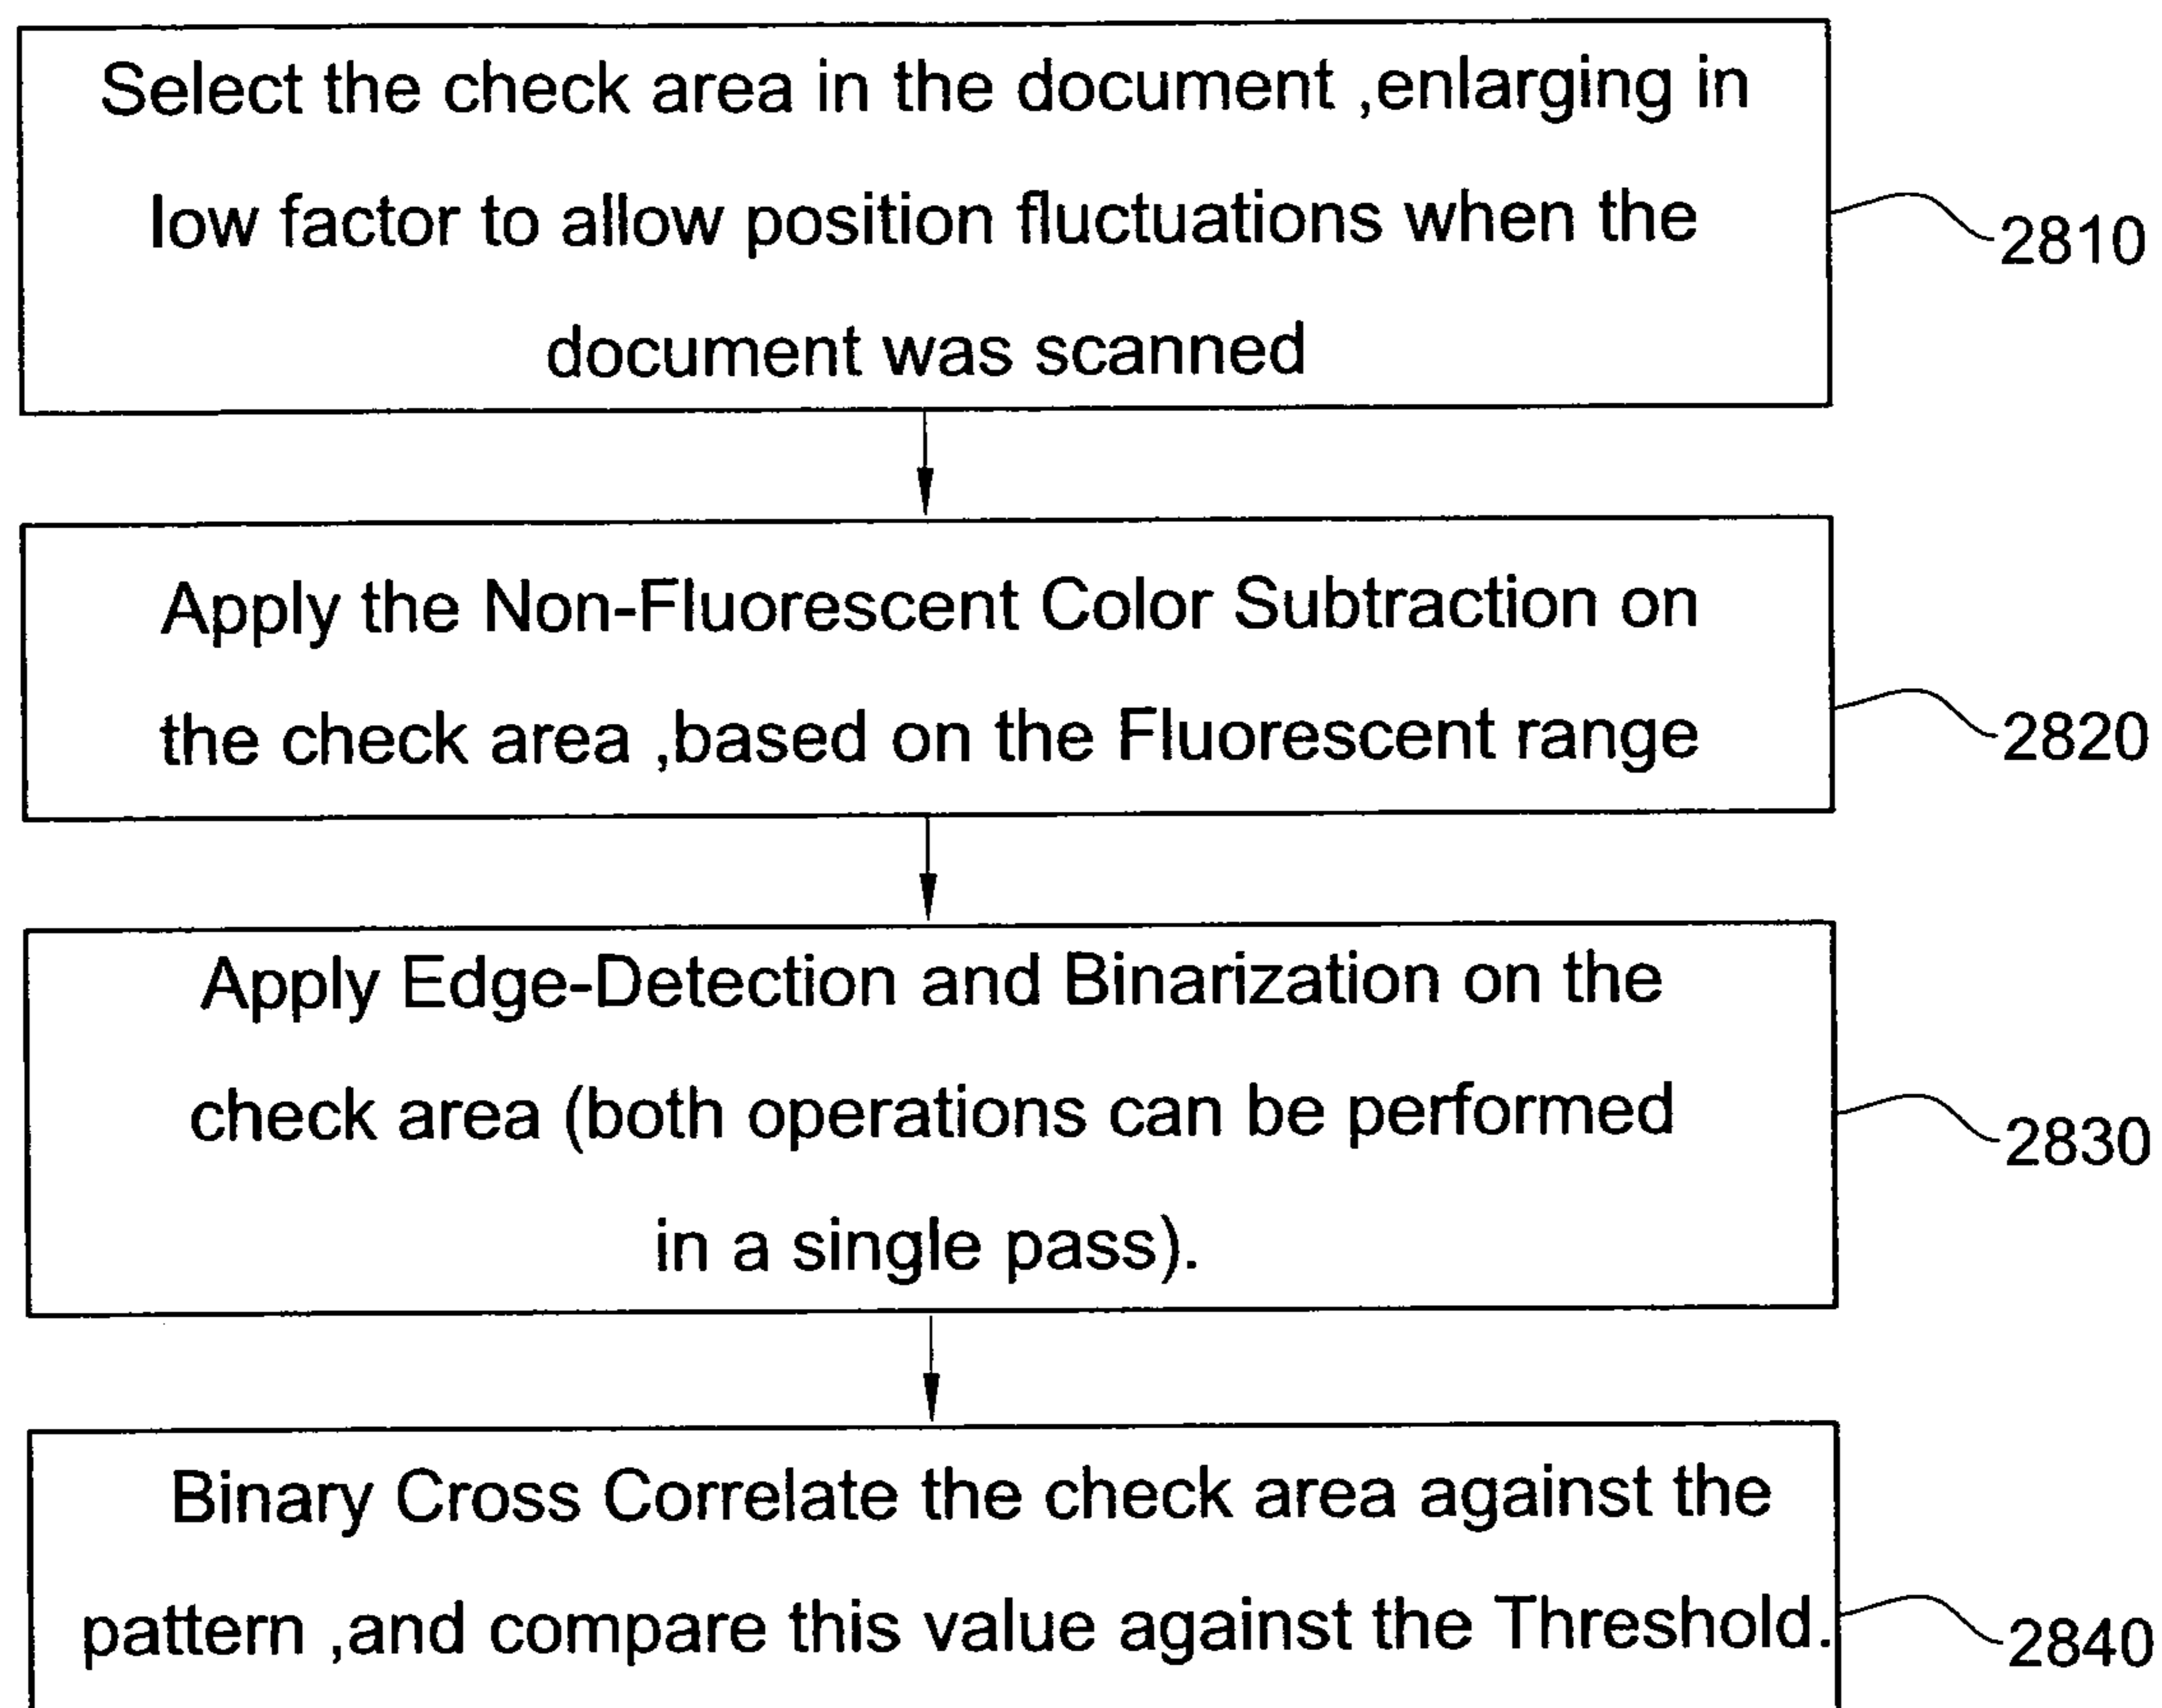 Select the check area in the document ,enlarging in
low factor to allow position fluctuations when the
document was scanned
2810
Apply the Non-Fluorescent Color Subtraction on
the check area ,based on the Fluorescent range
2820
Apply Edge-Detection and Binarization on the
check area (both operations can be performed
in a single pass).
2830
Binary Cross Correlate the check area against the
pattern ,and compare this value against the Threshold.
2840